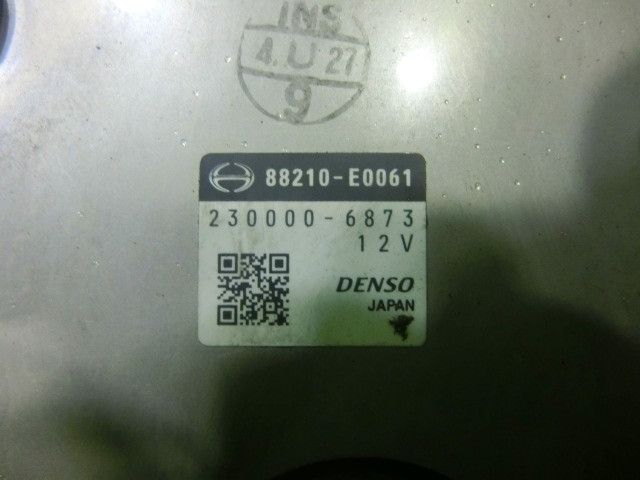 INS
4.U 27
9
88210-E0061
230000-6873
12V
DENSO
JAPAN